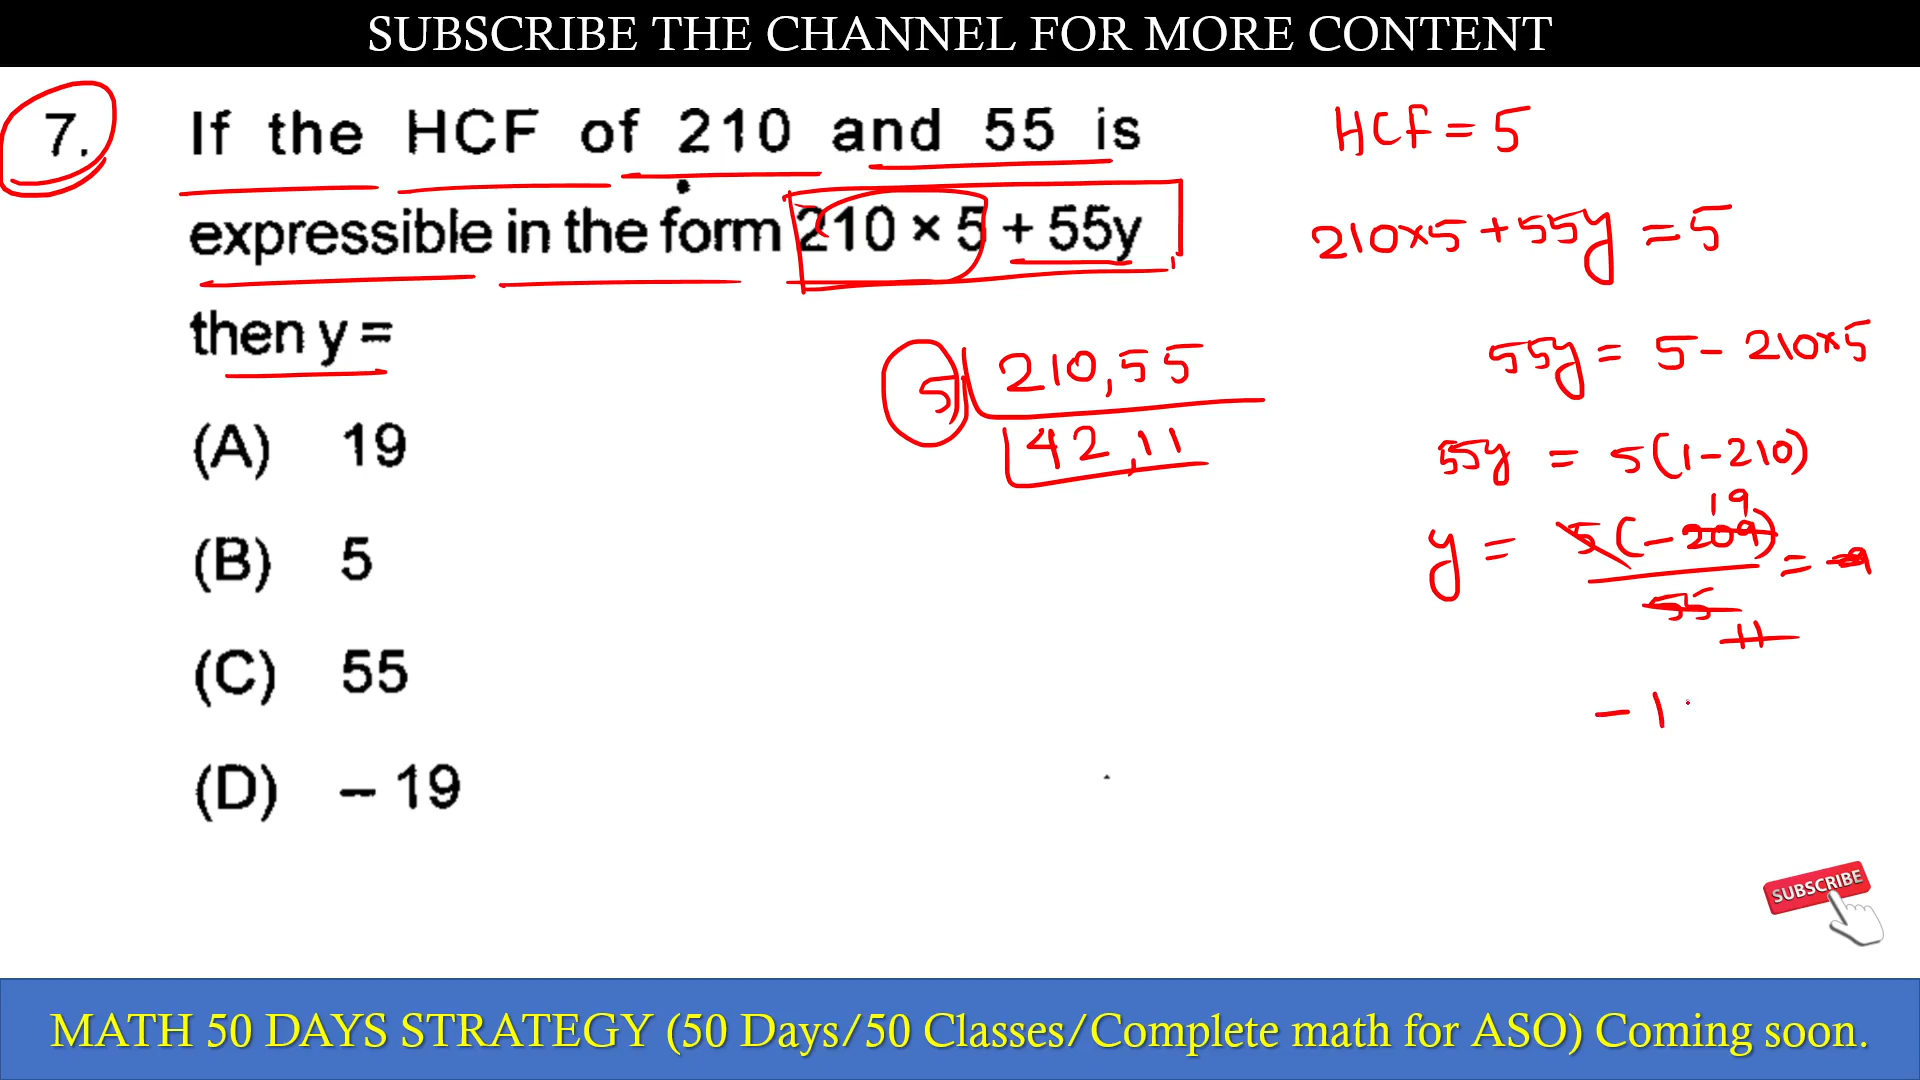 SUBSCRIBE THE CHANNEL FOR MORE CONTENT
7. If the HCF of 210 and 55 is
expressible in the form 210 × 5 + 55y
then y =
(A) 19
(B) 5
(C) 55
(D) – 19
5 210,55
42,11
HCF = 5
210×5 + 55y = 5
55y = 5 - 210×5
55y = 5(1-210)
19
y = 5(-209) =
55
11
- 1
SUBSCRIBE
MATH 50 DAYS STRATEGY (50 Days/50 Classes/Complete math for ASO) Coming soon.